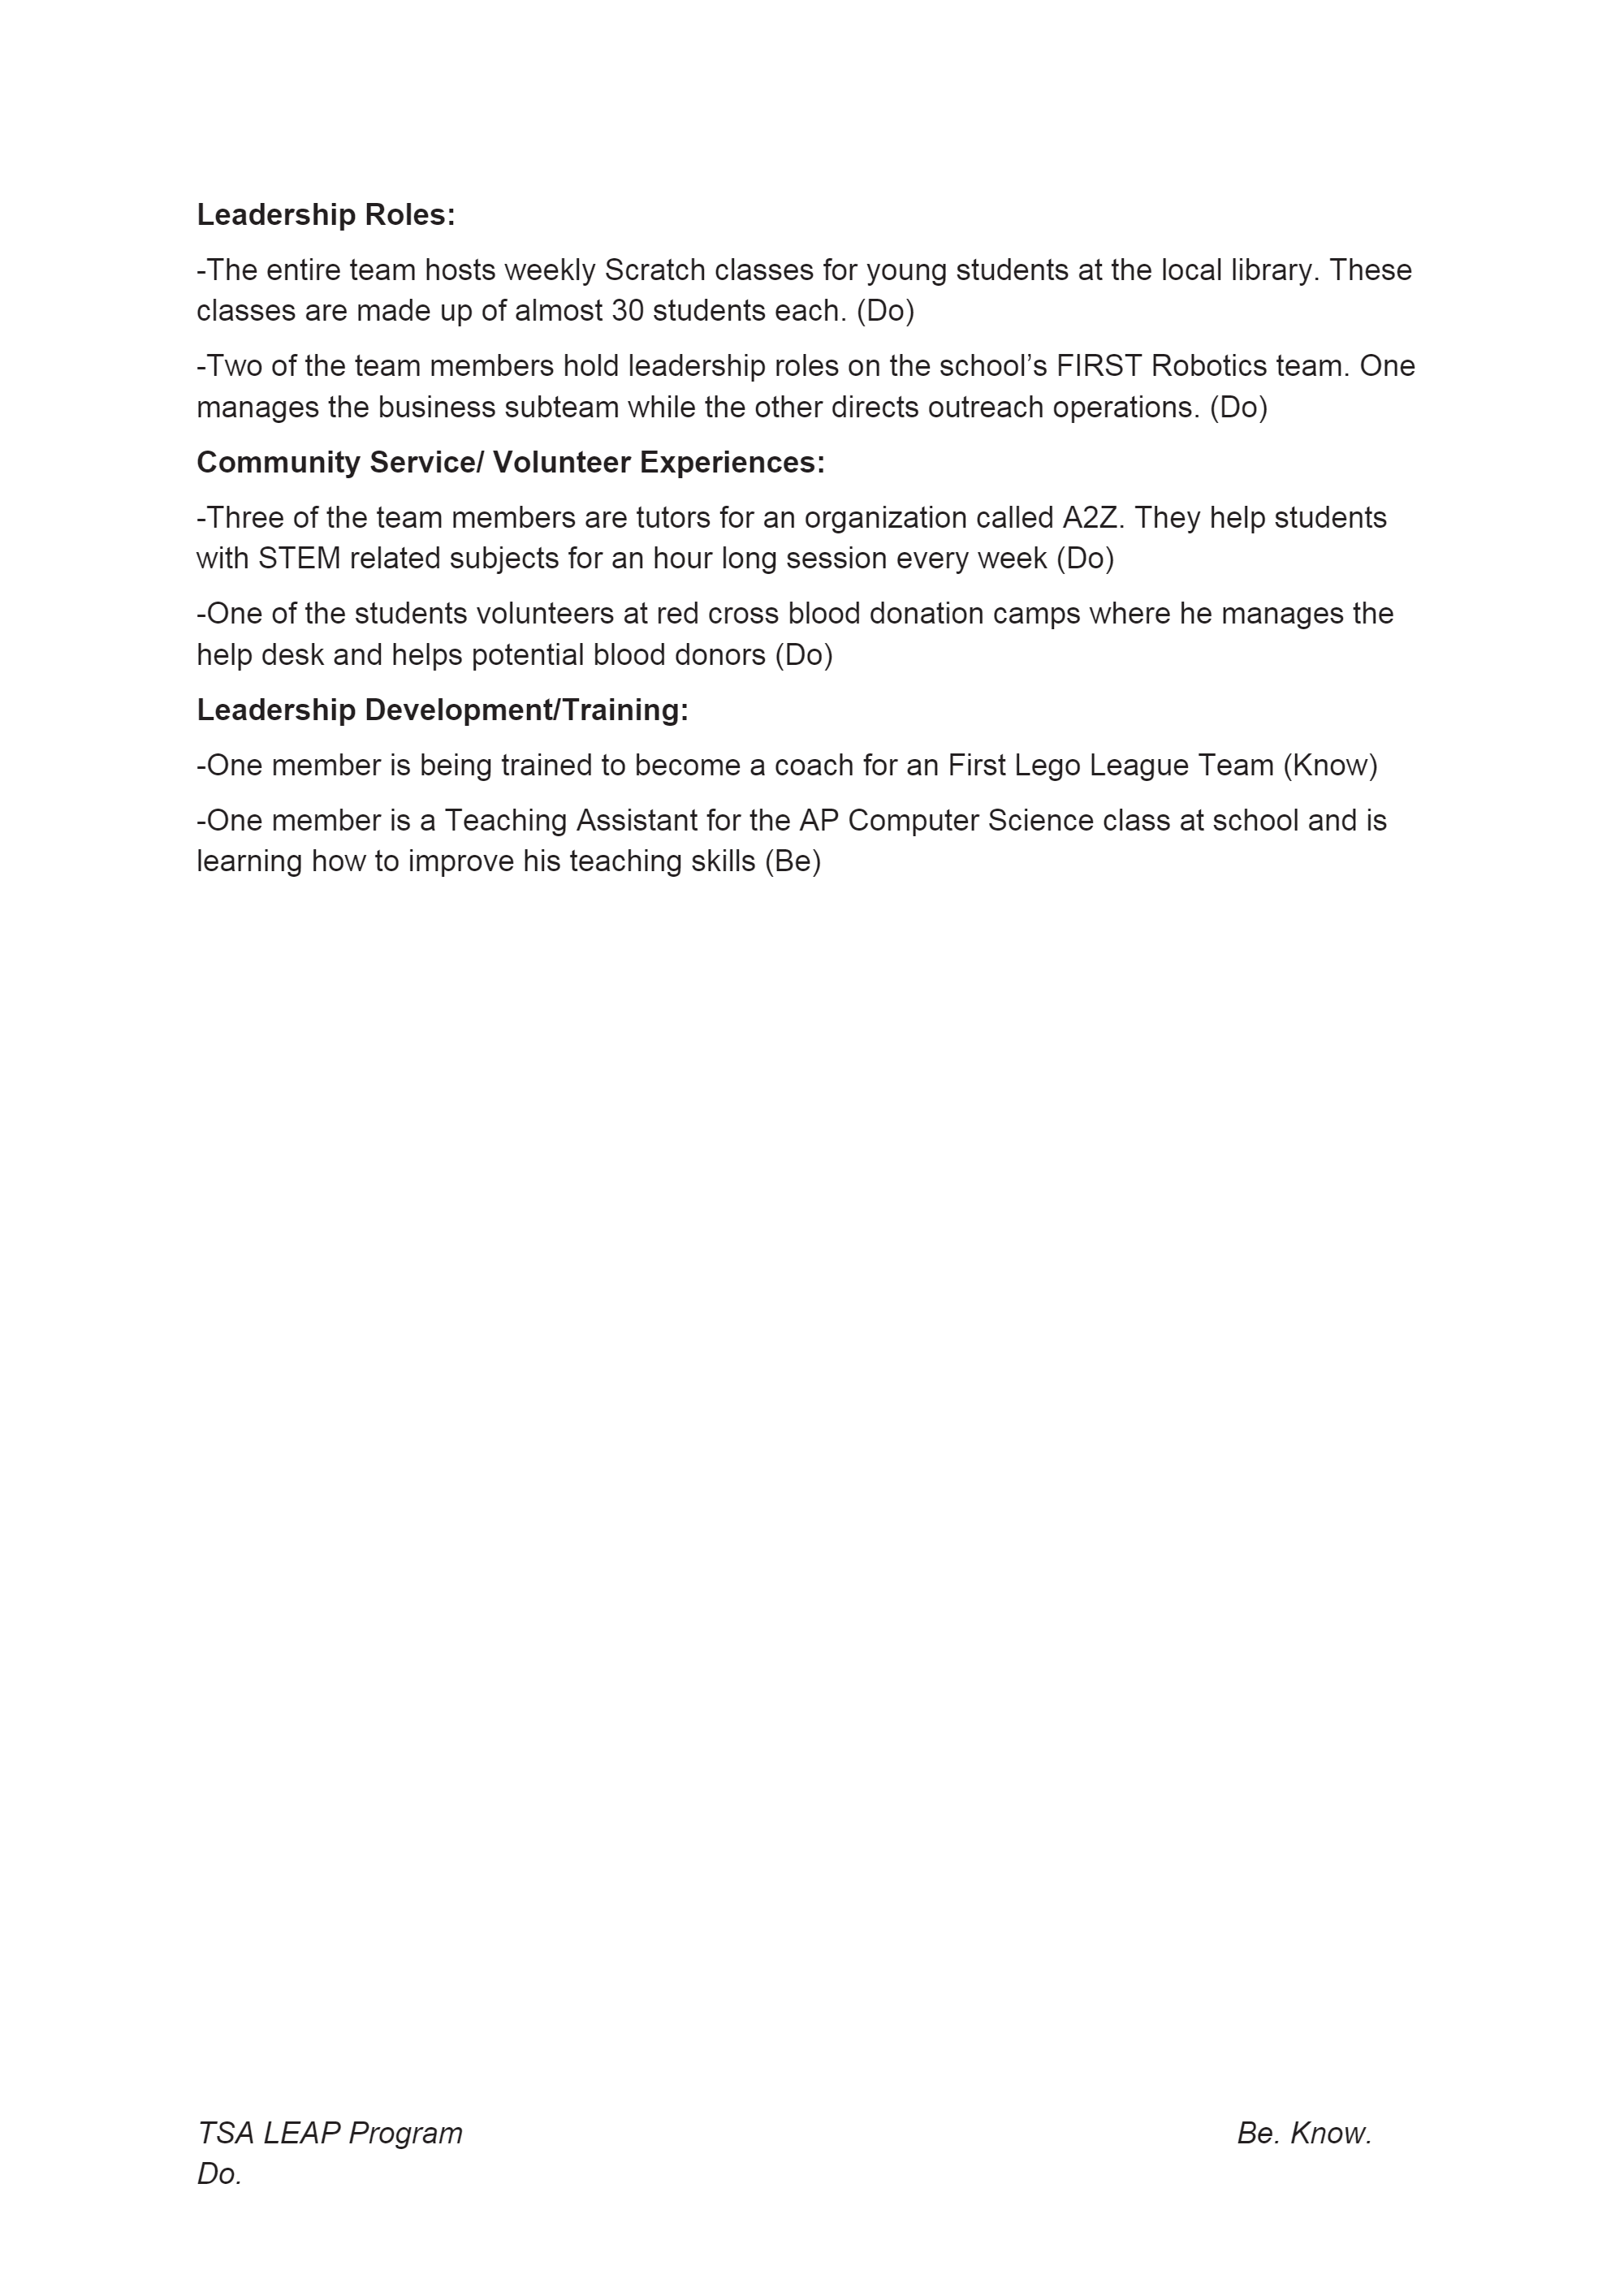 Leadership Roles:
-The entire team hosts weekly Scratch classes for young students at the local library. These
classes are made up of almost 30 students each. (Do)
-Two of the team members hold leadership roles on the school’s FIRST Robotics team. One
manages the business subteam while the other directs outreach operations. (Do)
Community Service/ Volunteer Experiences:
-Three of the team members are tutors for an organization called A2Z. They help students
with STEM related subjects for an hour long session every week (Do)
-One of the students volunteers at red cross blood donation camps where he manages the
help desk and helps potential blood donors (Do)
Leadership Development/Training:
-One member is being trained to become a coach for an First Lego League Team (Know)
-One member is a Teaching Assistant for the AP Computer Science class at school and is
learning how to improve his teaching skills (Be)
TSA LEAP Program Be. Know.
Do.